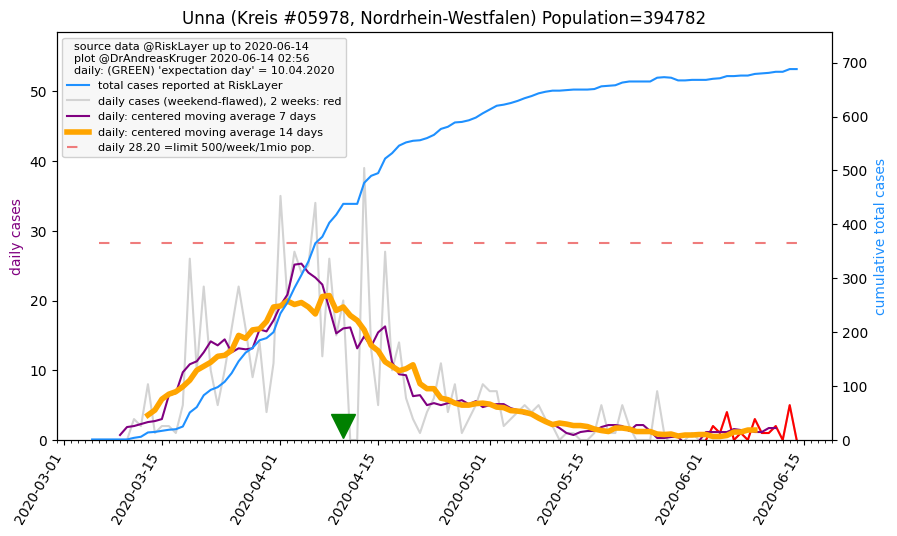 Unna (Kreis #05978, Nordrhein-Westfalen) Population=394782
source data @RiskLayer up to 2020-06-14
plot @DrAndreasKruger 2020-06-14 02:56
daily: (GREEN) 'expectation day' = 10.04.2020
total cases reported at RiskLayer
daily cases (weekend-flawed), 2 weeks: red
daily: centered moving average 7 days
daily: centered moving average 14 days
daily 28.20 =limit 500/week/1mio pop.
daily cases
50
40
30
20
10
0
700
600
500
400
300
200
100
0
cumulative total cases
2020-03-01
2020-03-15
2020-04-01
2020-04-15
2020-05-01
2020-05-15
2020-06-01
2020-06-15